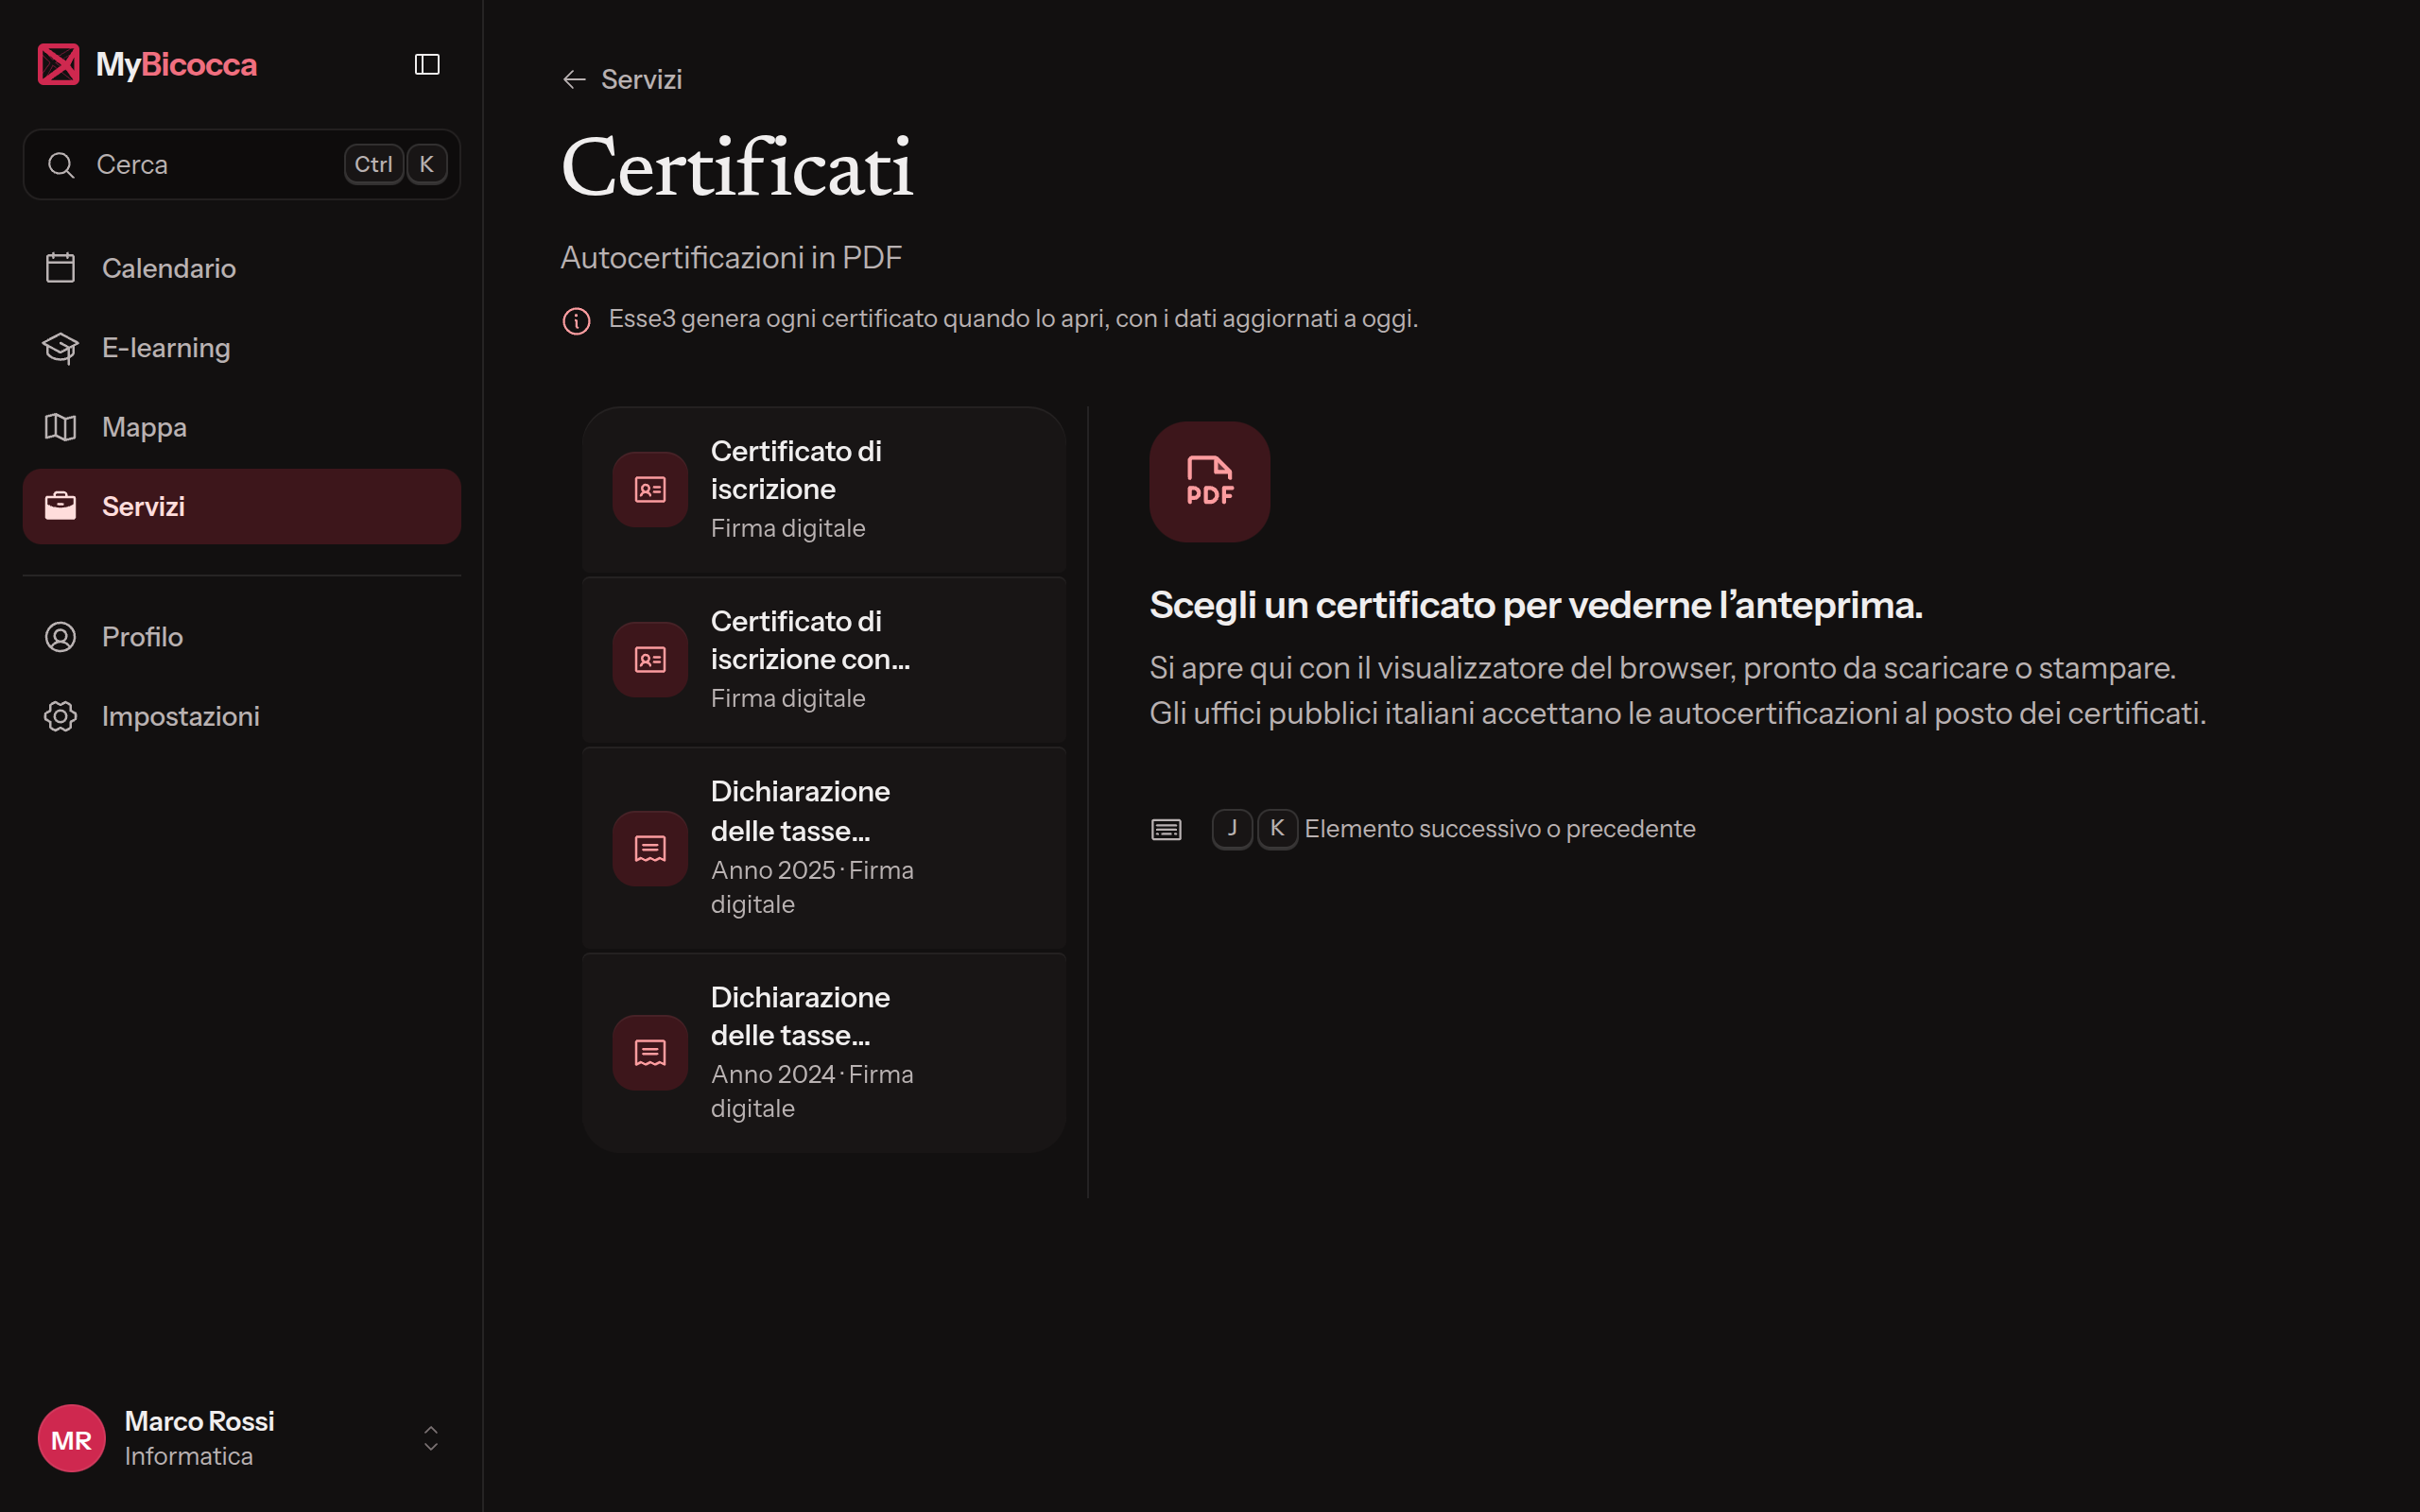 MyBicocca
Cerca
Ctrl K
Calendario
E-learning
Mappa
Servizi
Profilo
Impostazioni
Marco Rossi
Informatica
MR
Servizi
Certificati
Autocertificazioni in PDF
Esse3 genera ogni certificato quando lo apri, con i dati aggiornati a oggi.
Certificato di
iscrizione
Firma digitale
Certificato di
iscrizione con...
Firma digitale
Dichiarazione
delle tasse...
Anno 2025 · Firma
digitale
Dichiarazione
delle tasse...
Anno 2024 · Firma
digitale
PDF
Scegli un certificato per vederne l’anteprima.
Si apre qui con il visualizzatore del browser, pronto da scaricare o stampare.
Gli uffici pubblici italiani accettano le autocertificazioni al posto dei certificati.
J K Elemento successivo o precedente